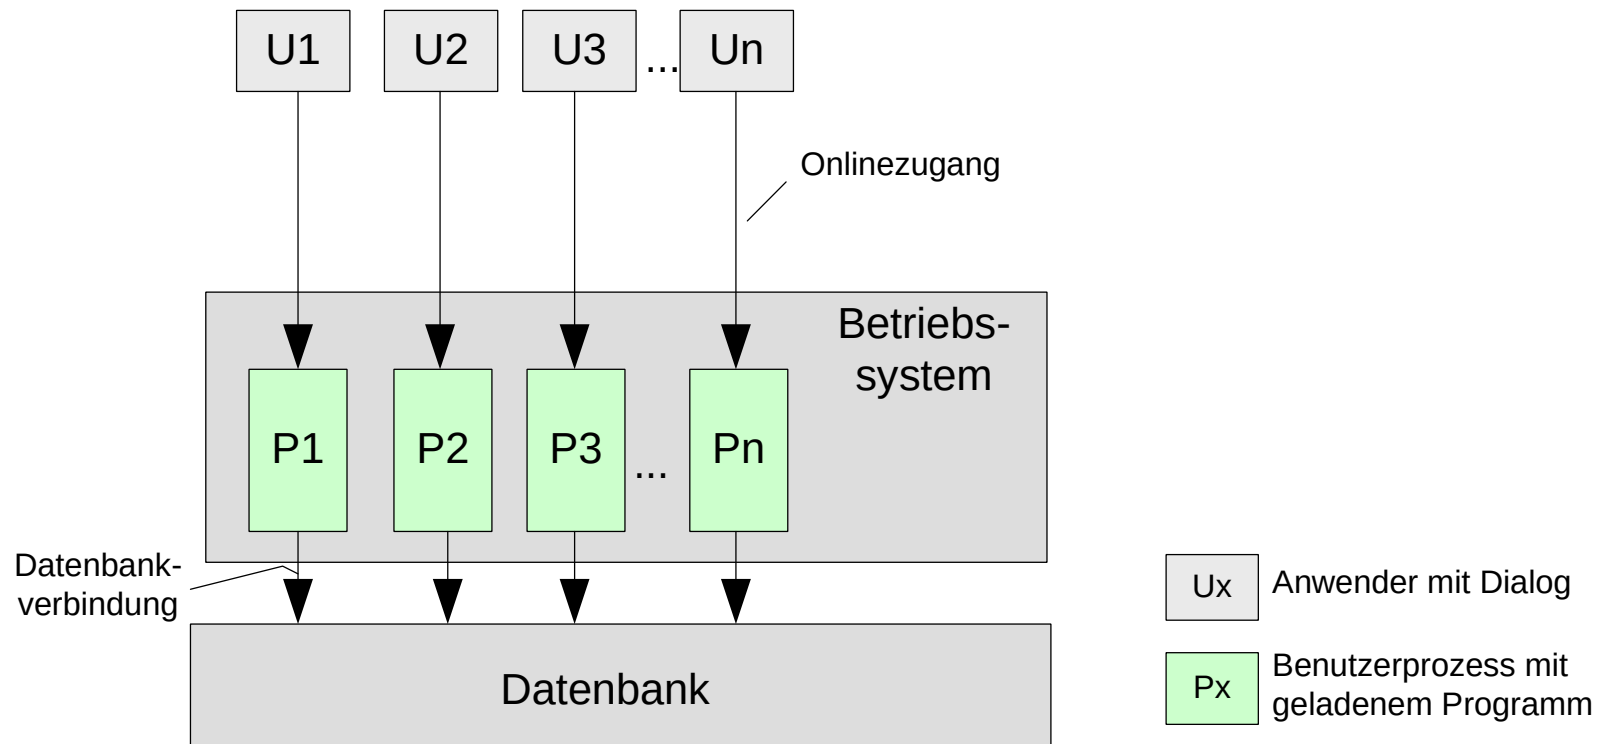 U1
U2
U3
...
Un
Onlinezugang
Betriebs-
system
P1
P2
P3
...
Pn
Datenbank-
verbindung
Datenbank
Ux
Anwender mit Dialog
Px
Benutzerprozess mit
geladenem Programm